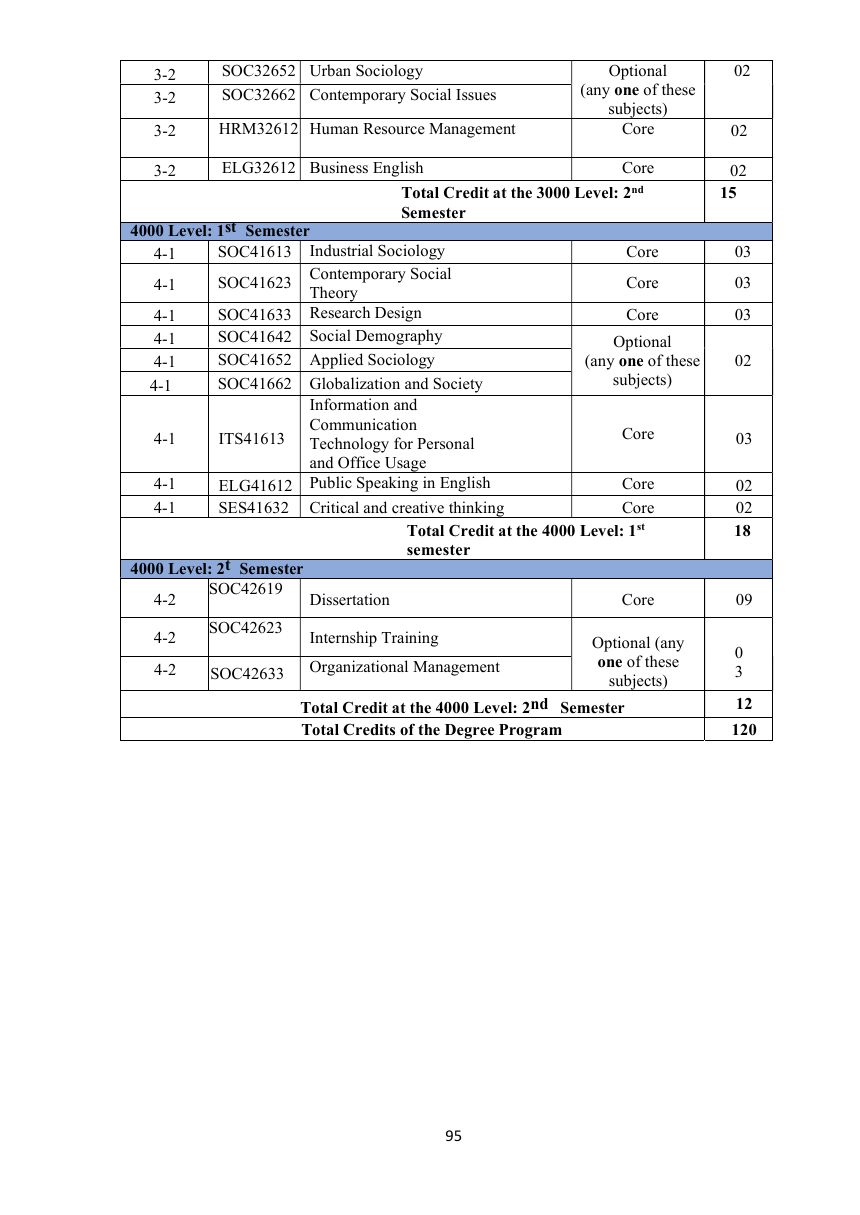 3-2 SOC32652 Urban Sociology Optional 02
(any one of these
3-2 SOC32662 Contemporary Social Issues
subjects)
3-2 HRM32612 Human Resource Management Core 02
3-2 ELG32612 Business English Core 02
Total Credit at the 3000 Level: 2nd 15
Semester
4000 Level: 1st Semester
4-1 SOC41613 Industrial Sociology Core 03
4-1 SOC41623 Contemporary Social Core 03
Theory
4-1 SOC41633 Research Design Core 03
4-1 SOC41642 Social Demography Optional
4-1 SOC41652 Applied Sociology (any one of these 02
4-1 SOC41662 Globalization and Society subjects)
Information and
Communication
4-1 ITS41613 Technology for Personal Core 03
and Office Usage
4-1 ELG41612 Public Speaking in English Core 02
4-1 SES41632 Critical and creative thinking Core 02
Total Credit at the 4000 Level: 1st 18
semester
4000 Level: 2t Semester
4-2 SOC42619 Dissertation Core 09
4-2 SOC42623 Internship Training Optional (any 0
one of these
4-2 SOC42633 Organizational Management 3
subjects)
Total Credit at the 4000 Level: 2nd Semester 12
Total Credits of the Degree Program 120
95